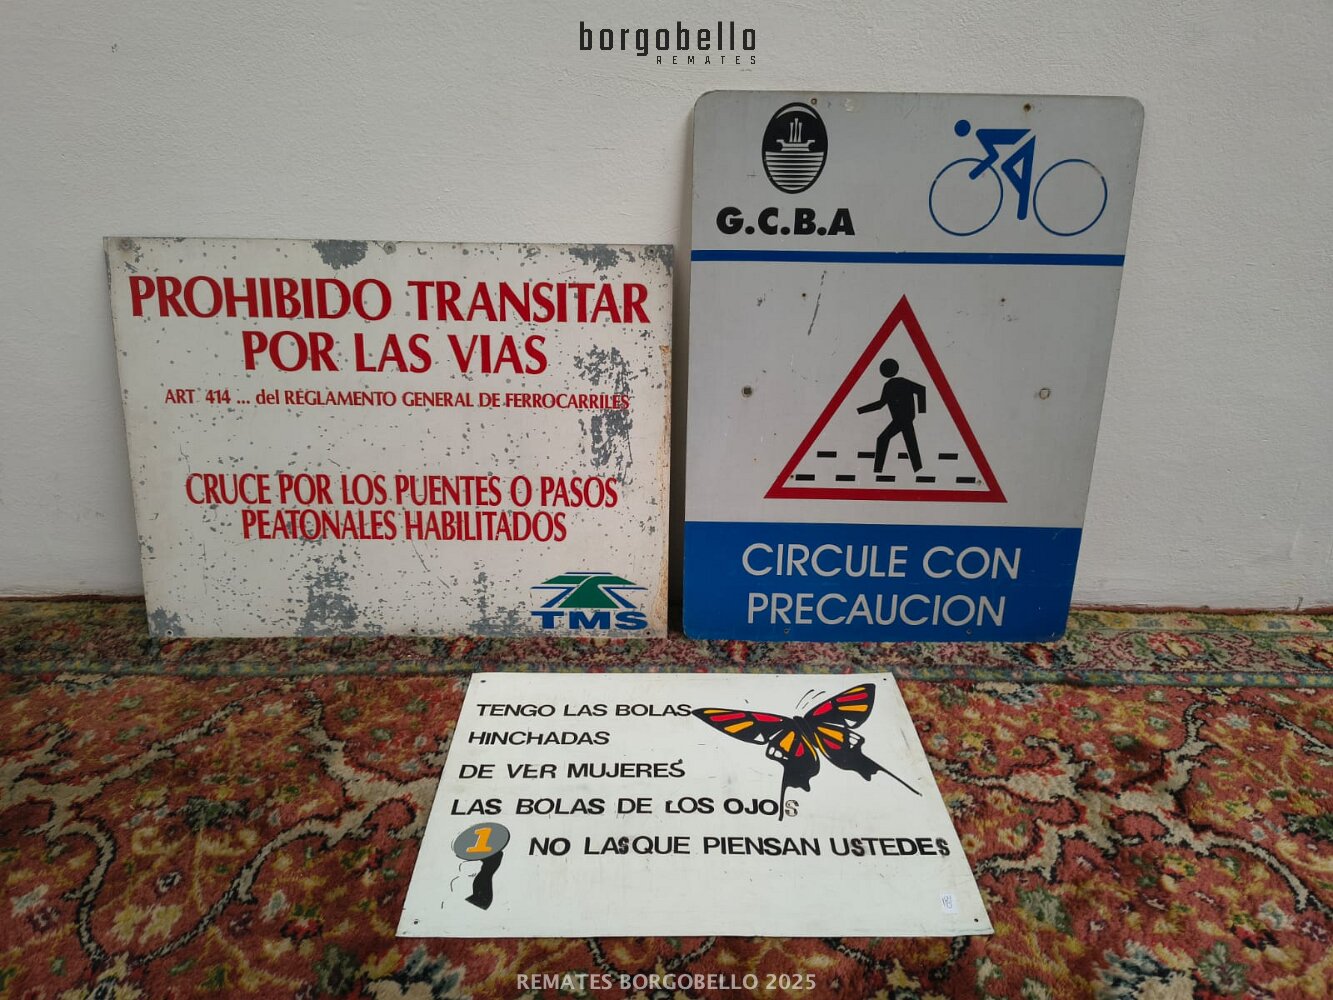 borgobello
REMATES
PROHIBIDO TRANSITAR
POR LAS VIAS
ART 414 ... del REGLAMENTO GENERAL DE FERROCARRILES
CRUCE POR LOS PUENTES O PASOS
PEATONALES HABILITADOS
TMS
G.C.B.A
CIRCULE CON
PRECAUCION
TENGO LAS BOLAS
HINCHADAS
DE VER MUJERES
LAS BOLAS DE LOS OJOS
1 NO LAS QUE PIENSAN USTEDES
REMATES BORGOBELLO 2025